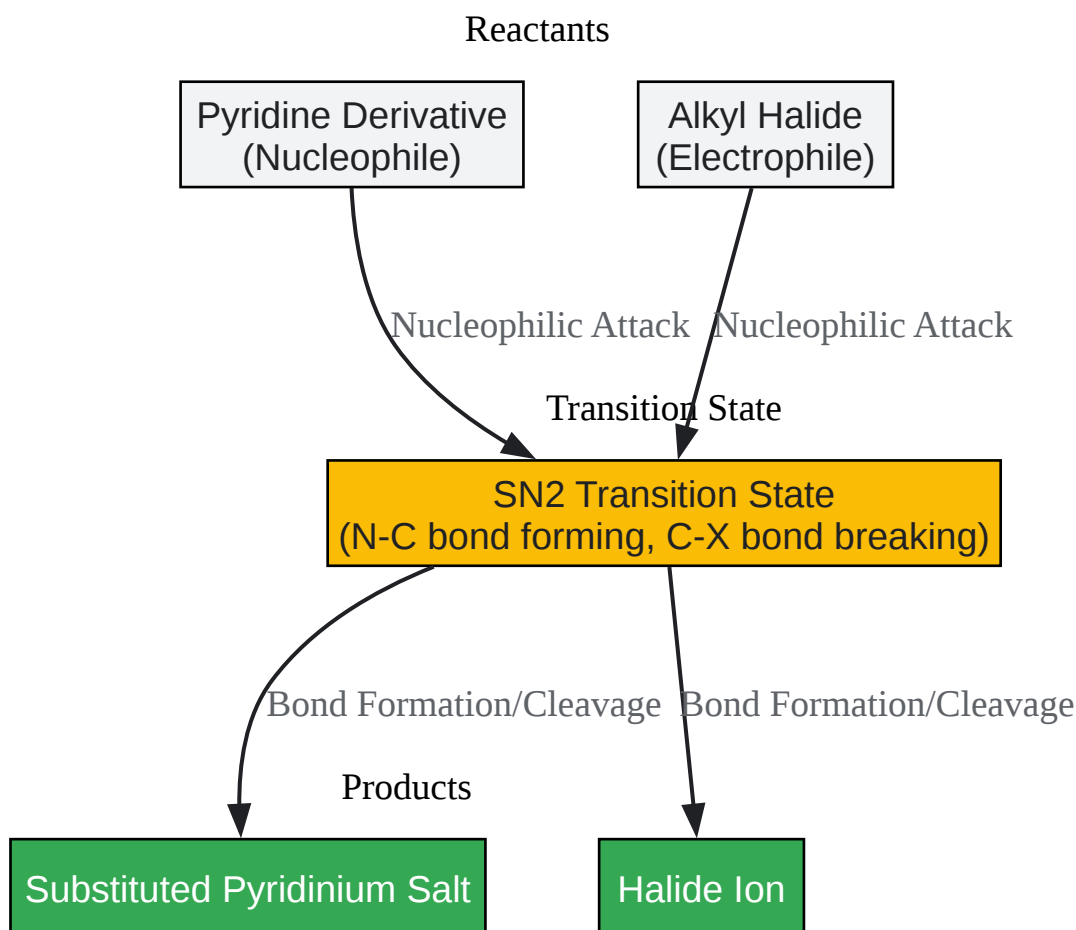 Reactants
Pyridine Derivative
(Nucleophile)
Alkyl Halide
(Electrophile)
Nucleophilic Attack
Nucleophilic Attack
Transition State
SN2 Transition State
(N-C bond forming, C-X bond breaking)
Bond Formation/Cleavage
Bond Formation/Cleavage
Products
Substituted Pyridinium Salt
Halide Ion